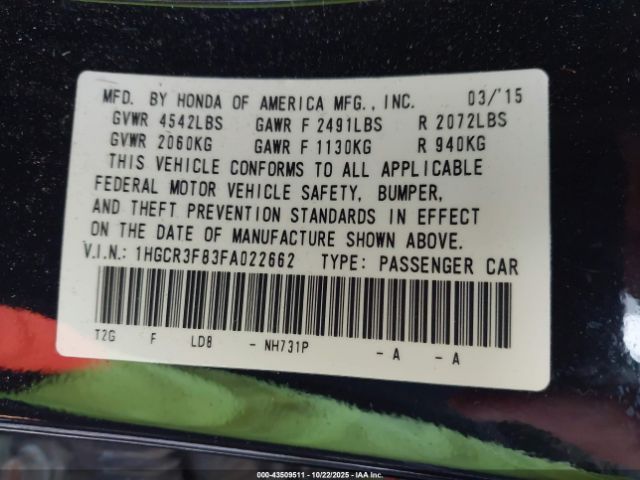 MFD. BY HONDA OF AMERICA MFG., INC. 03/'15
GVWR 4542LBS GAWR F 2491LBS R 2072LBS
GVWR 2060KG GAWR F 1130KG R 940KG
THIS VEHICLE CONFORMS TO ALL APPLICABLE
FEDERAL MOTOR VEHICLE SAFETY, BUMPER,
AND THEFT PREVENTION STANDARDS IN EFFECT
ON THE DATE OF MANUFACTURE SHOWN ABOVE.
V.I.N.: 1HGCR3F83FA022662 TYPE: PASSENGER CAR
T2G F LDB - NH731P - A - A
000-43509511 - 10/22/2025 - IAA Inc.